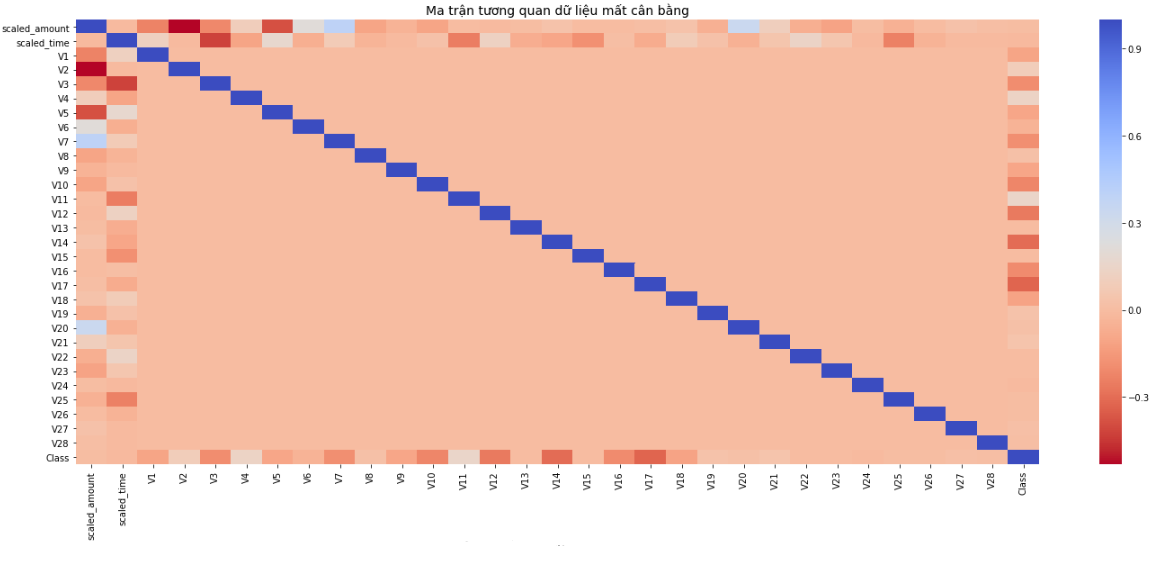 Ma trận tương quan dữ liệu mất cân bằng
scaled_amount
scaled_time
V1
V2
V3
V4
V5
V6
V7
V8
V9
V10
V11
V12
V13
V14
V15
V16
V17
V18
V19
V20
V21
V22
V23
V24
V25
V26
V27
V28
Class
scaled_amount
scaled_time
V1
V2
V3
V4
V5
V6
V7
V8
V9
V10
V11
V12
V13
V14
V15
V16
V17
V18
V19
V20
V21
V22
V23
V24
V25
V26
V27
V28
Class
0.9
0.6
0.3
0.0
−0.3